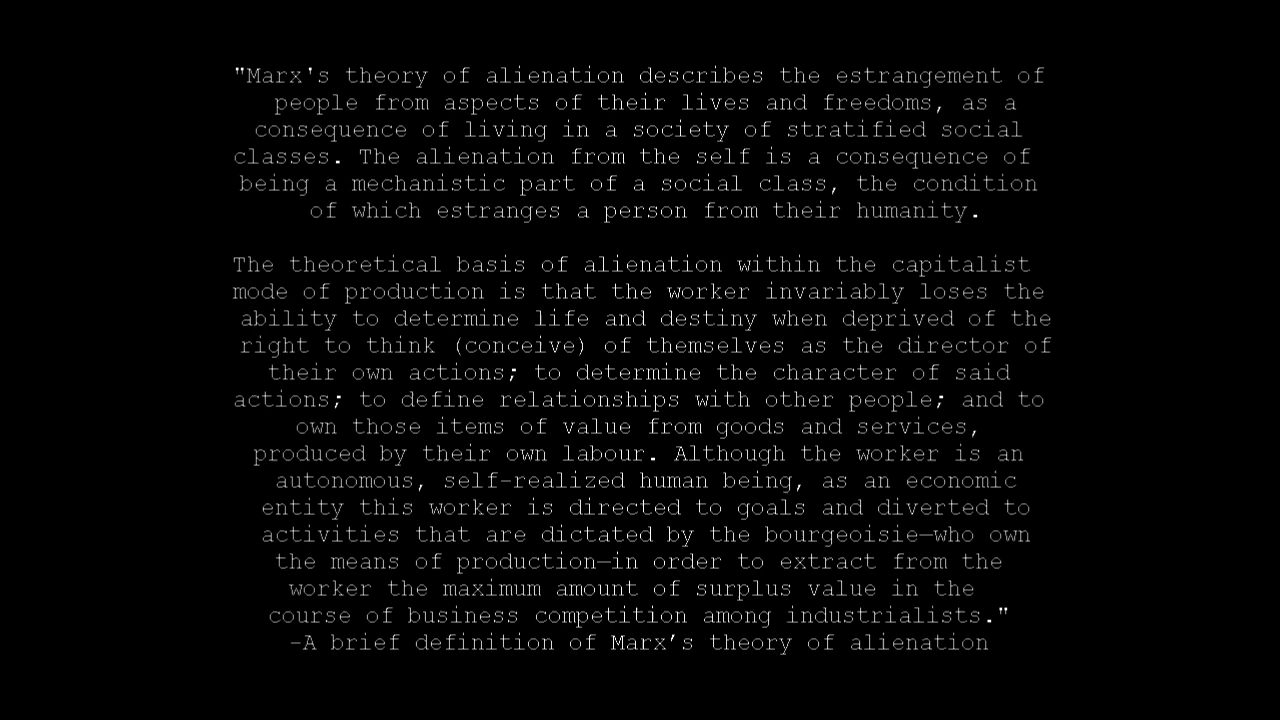 "Marx's theory of alienation describes the estrangement of
people from aspects of their lives and freedoms, as a
consequence of living in a society of stratified social
classes. The alienation from the self is a consequence of
being a mechanistic part of a social class, the condition
of which estranges a person from their humanity.
The theoretical basis of alienation within the capitalist
mode of production is that the worker invariably loses the
ability to determine life and destiny when deprived of the
right to think (conceive) of themselves as the director of
their own actions; to determine the character of said
actions; to define relationships with other people; and to
own those items of value from goods and services,
produced by their own labour. Although the worker is an
autonomous, self-realized human being, as an economic
entity this worker is directed to goals and diverted to
activities that are dictated by the bourgeoisie—who own
the means of production—in order to extract from the
worker the maximum amount of surplus value in the
course of business competition among industrialists."
-A brief definition of Marx’s theory of alienation